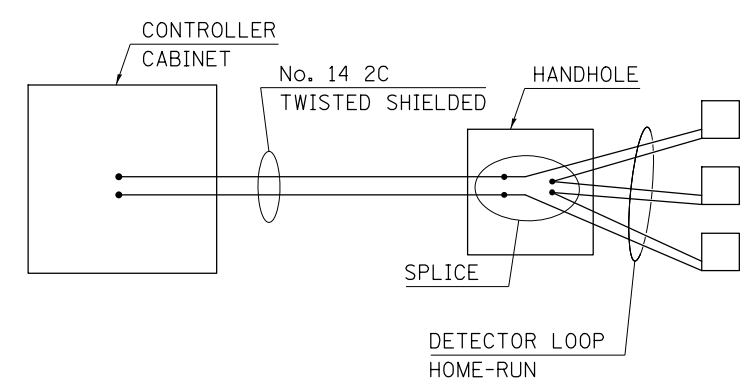 CONTROLLER
CABINET
No. 14 2C
TWISTED SHIELDED
HANDHOLE
SPLICE
DETECTOR LOOP
HOME-RUN